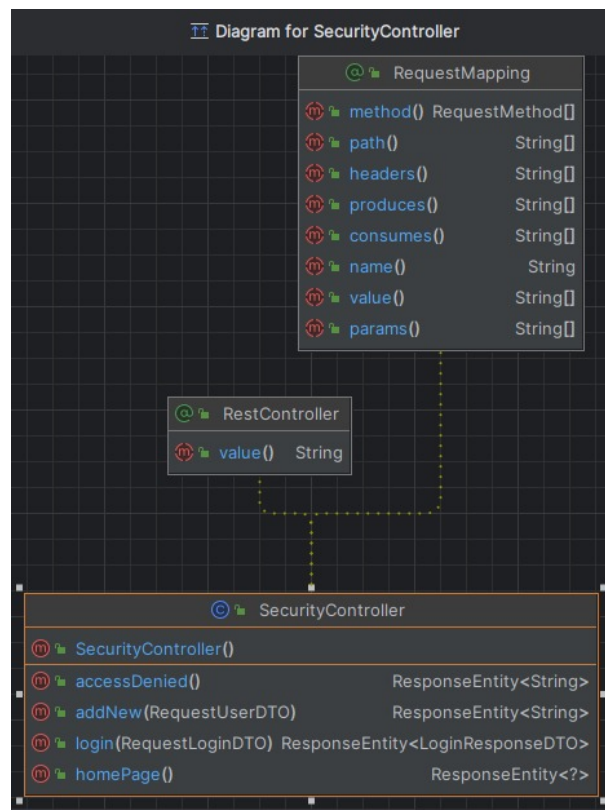 Diagram for SecurityController
RequestMapping
method() RequestMethod[]
path() String[]
headers() String[]
produces() String[]
consumes() String[]
name() String
value() String[]
params() String[]
RestController
value() String
SecurityController
SecurityController()
accessDenied() ResponseEntity<String>
addNew(RequestUserDTO) ResponseEntity<String>
login(RequestLoginDTO) ResponseEntity<LoginResponseDTO>
homePage() ResponseEntity<?>